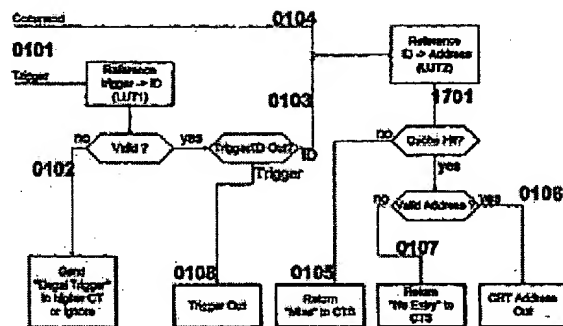 Command
0104
0101
Trigger
Reference
trigger -> ID
(LUT1)
Reference
ID -> Address
(LUT2)
0103
1701
no
Valid ?
yes
TriggerID Out?
ID
Trigger
no
Cache Hit?
yes
0102
no
Valid Address ?
yes
0106
0107
0108
0105
Send
"Illegal Trigger"
to higher CT
or Ignore
Trigger Out
Return
"Miss" to CTS
Return
"No Entry" to
CTS
Address
Out